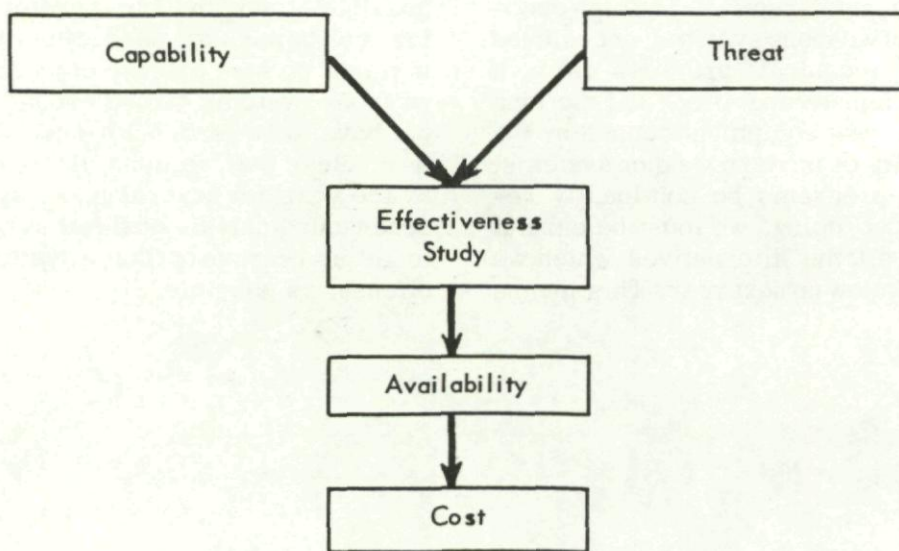 Capability
Threat
Effectiveness
Study
Availability
Cost